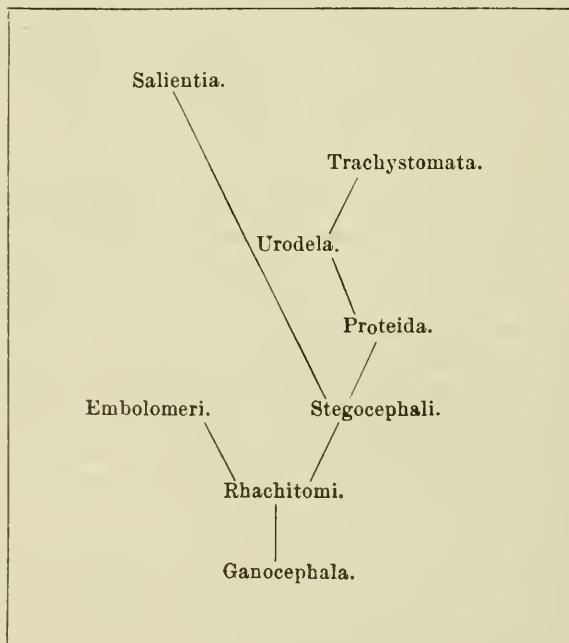 Salientia.
Trachystomata.
Urodela.
Proteida.
Embolomeri. Stegocephali.
Rhachitomi.
Ganocephala.